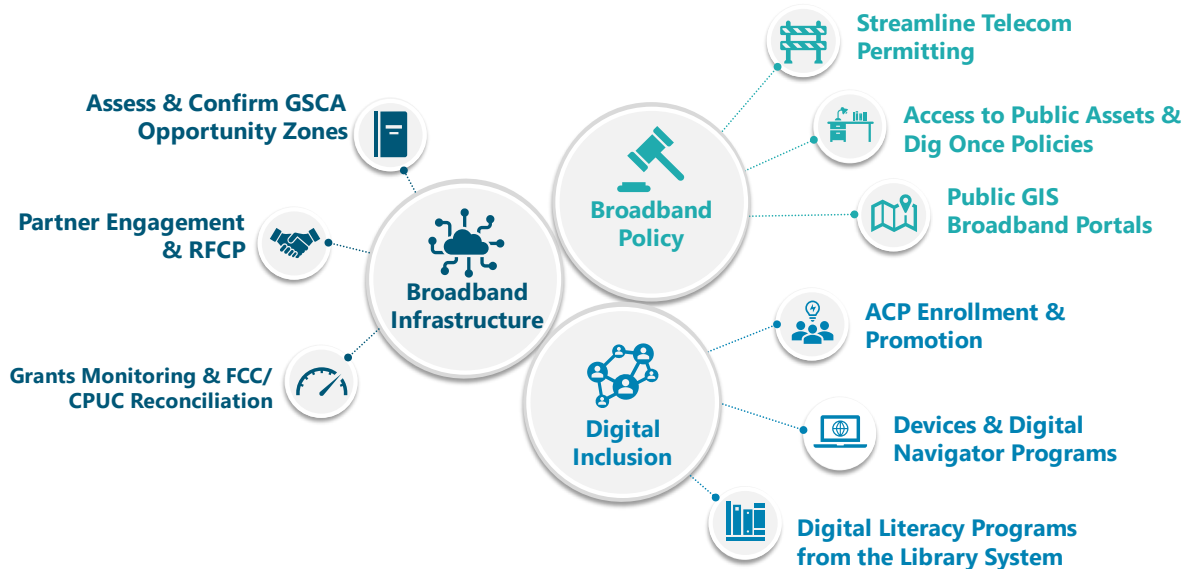 Assess & Confirm GSCA
Opportunity Zones
Partner Engagement
& RFCP
Grants Monitoring & FCC/
CPUC Reconciliation
Broadband
Infrastructure
Broadband
Policy
Streamline Telecom
Permitting
Access to Public Assets &
Dig Once Policies
Public GIS
Broadband Portals
Digital
Inclusion
ACP Enrollment &
Promotion
Devices & Digital
Navigator Programs
Digital Literacy Programs
from the Library System